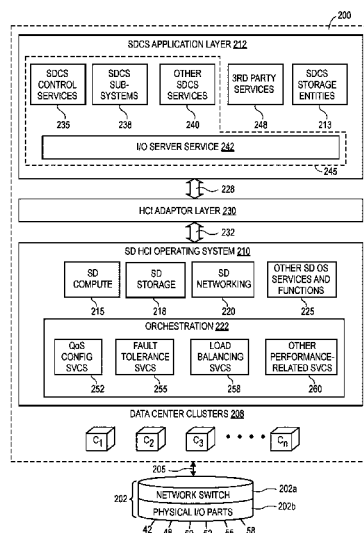 200
SDCS APPLICATION LAYER 212
SDCS CONTROL SERVICES
SDCS SUB-SYSTEMS
OTHER SDCS SERVICES
3RD PARTY SERVICES
SDCS STORAGE ENTITIES
235
238
240
248
213
I/O SERVER SERVICE 242
245
228
HCI ADAPTOR LAYER 230
232
SD HCI OPERATING SYSTEM 210
SD COMPUTE
SD STORAGE
SD NETWORKING
OTHER SD OS SERVICES AND FUNCTIONS
215
218
220
225
ORCHESTRATION 222
QoS CONFIG SVCS
FAULT TOLERANCE SVCS
LOAD BALANCING SVCS
OTHER PERFORMANCE-RELATED SVCS
252
255
258
260
DATA CENTER CLUSTERS 208
C1
C2
C3
Cn
205
202
NETWORK SWITCH
202a
PHYSICAL I/O PARTS
202b
42
58